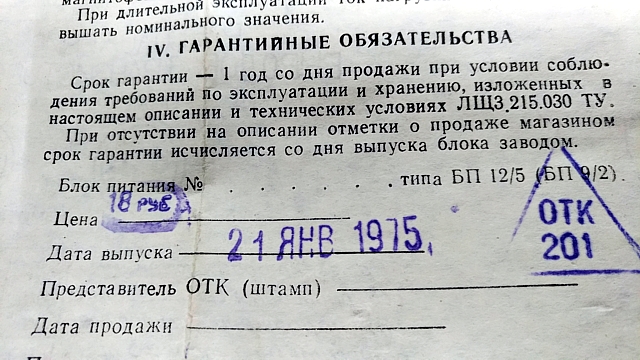 При длительной эксплуатации ток
вышать номинального значения.
IV. ГАРАНТИЙНЫЕ ОБЯЗАТЕЛЬСТВА
Срок гарантии — 1 год со дня продажи при условии соблю-
дения требований по эксплуатации и хранению, изложенных в
настоящем описании и технических условиях ЛЩ3.215.030 ТУ.
При отсутствии на описании отметки о продаже магазином
срок гарантии исчисляется со дня выпуска блока заводом.
Блок питания № . . . . . . типа БП 12/5 (БП 9/2).
Цена 18 руб
Дата выпуска 21 ЯНВ 1975
ОТК
201
Представитель ОТК (штамп)
Дата продажи